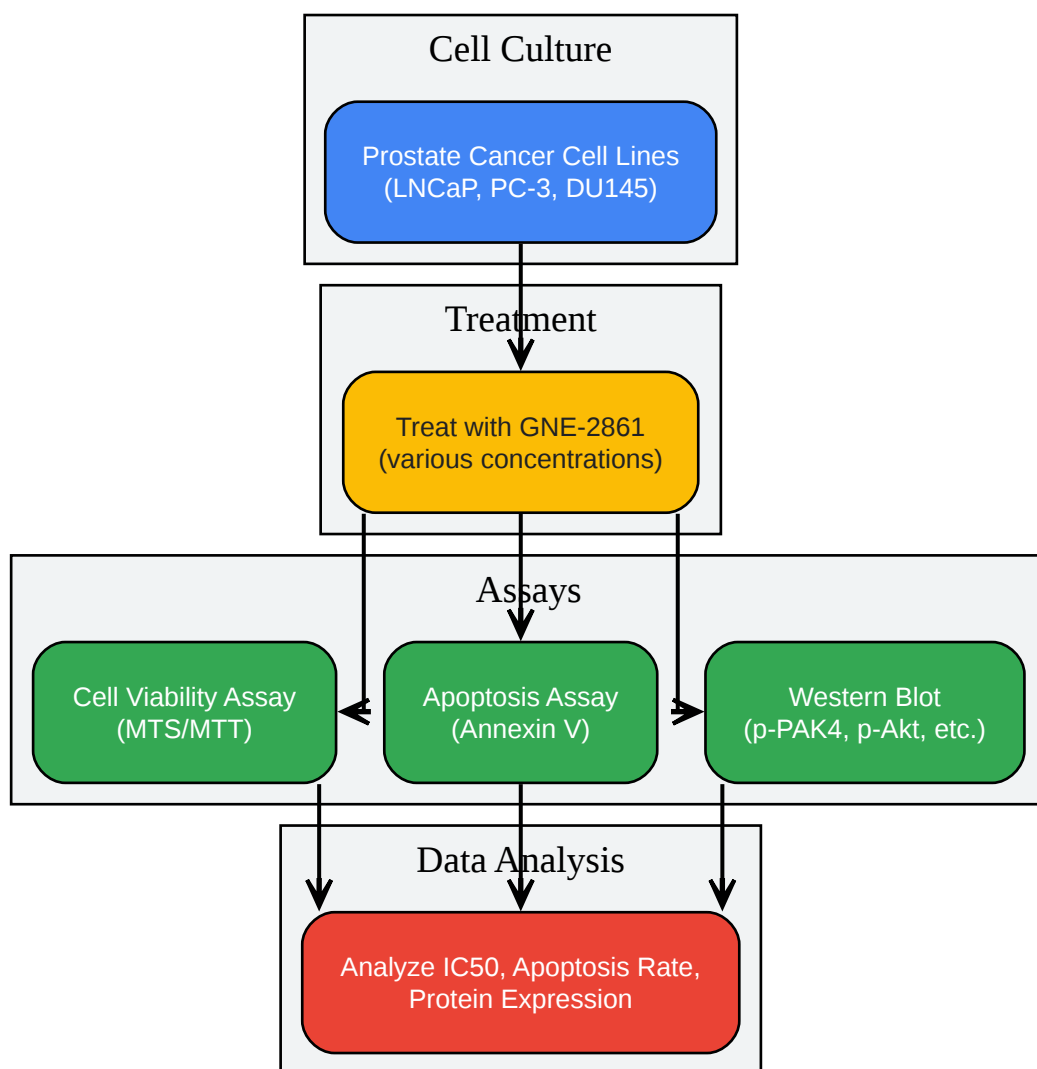 Cell Culture
Prostate Cancer Cell Lines
(LNCaP, PC-3, DU145)
Treatment
Treat with GNE-2861
(various concentrations)
Assays
Cell Viability Assay
(MTS/MTT)
Apoptosis Assay
(Annexin V)
Western Blot
(p-PAK4, p-Akt, etc.)
Data Analysis
Analyze IC50, Apoptosis Rate,
Protein Expression